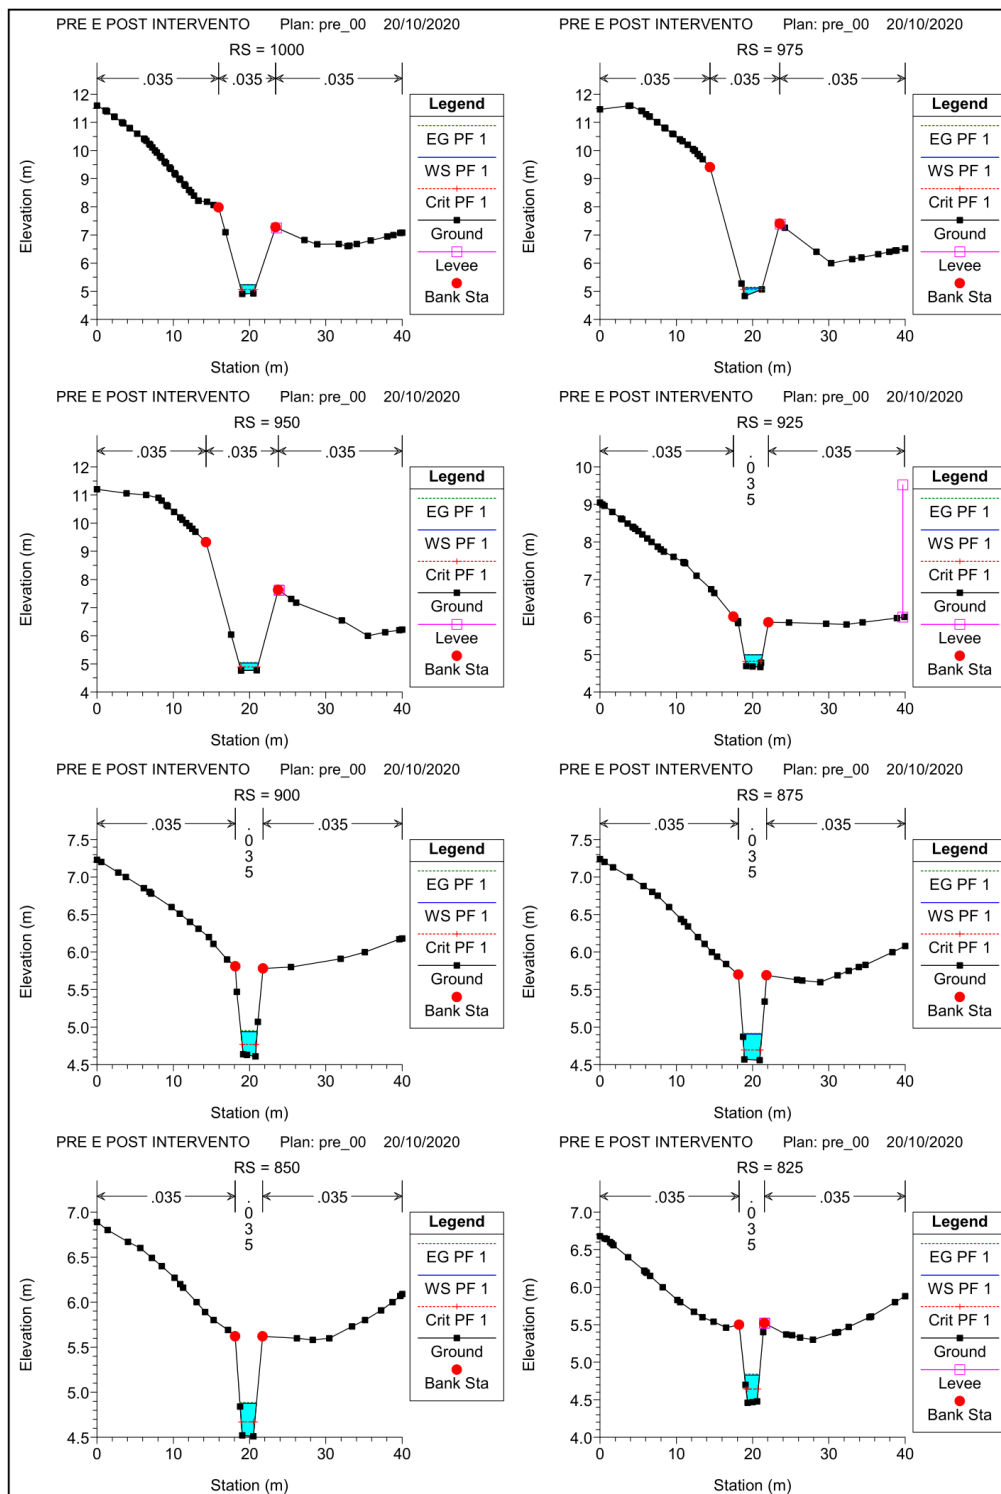 PRE E POST INTERVENTO Plan: pre_00 20/10/2020
RS = 1000
.035 .035 .035
Elevation (m)
12
11
10
9
8
7
6
5
4
0 10 20 30 40
Station (m)
Legend
EG PF 1
WS PF 1
Crit PF 1
Ground
Levee
Bank Sta
PRE E POST INTERVENTO Plan: pre_00 20/10/2020
RS = 975
.035 .035 .035
Elevation (m)
12
11
10
9
8
7
6
5
4
0 10 20 30 40
Station (m)
Legend
EG PF 1
WS PF 1
Crit PF 1
Ground
Levee
Bank Sta
PRE E POST INTERVENTO Plan: pre_00 20/10/2020
RS = 950
.035 .035 .035
Elevation (m)
12
11
10
9
8
7
6
5
4
0 10 20 30 40
Station (m)
Legend
EG PF 1
WS PF 1
Crit PF 1
Ground
Levee
Bank Sta
PRE E POST INTERVENTO Plan: pre_00 20/10/2020
RS = 925
.035 .035 .035
Elevation (m)
10
9
8
7
6
5
4
0 10 20 30 40
Station (m)
Legend
EG PF 1
WS PF 1
Crit PF 1
Ground
Levee
Bank Sta
PRE E POST INTERVENTO Plan: pre_00 20/10/2020
RS = 900
.035 .035 .035
Elevation (m)
7.5
7.0
6.5
6.0
5.5
5.0
4.5
0 10 20 30 40
Station (m)
Legend
EG PF 1
WS PF 1
Crit PF 1
Ground
Bank Sta
PRE E POST INTERVENTO Plan: pre_00 20/10/2020
RS = 875
.035 .035 .035
Elevation (m)
7.5
7.0
6.5
6.0
5.5
5.0
4.5
0 10 20 30 40
Station (m)
Legend
EG PF 1
WS PF 1
Crit PF 1
Ground
Bank Sta
PRE E POST INTERVENTO Plan: pre_00 20/10/2020
RS = 850
.035 .035 .035
Elevation (m)
7.0
6.5
6.0
5.5
5.0
4.5
0 10 20 30 40
Station (m)
Legend
EG PF 1
WS PF 1
Crit PF 1
Ground
Bank Sta
PRE E POST INTERVENTO Plan: pre_00 20/10/2020
RS = 825
.035 .035 .035
Elevation (m)
7.0
6.5
6.0
5.5
5.0
4.5
4.0
0 10 20 30 40
Station (m)
Legend
EG PF 1
WS PF 1
Crit PF 1
Ground
Levee
Bank Sta